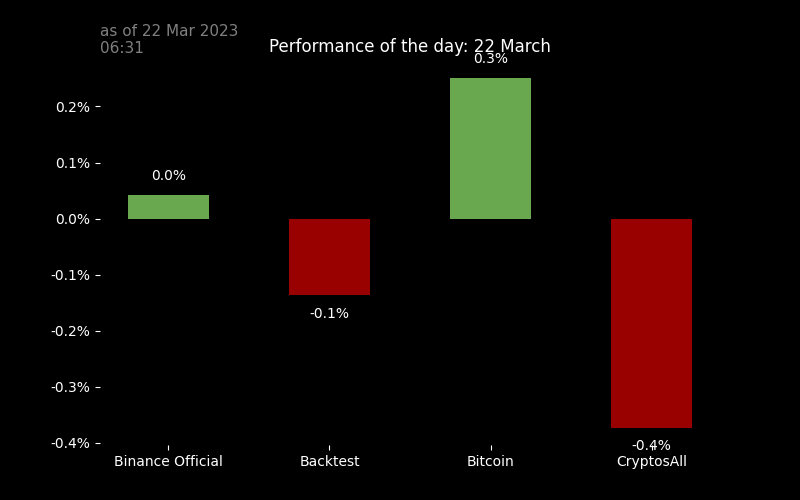 as of 22 Mar 2023
06:31
Performance of the day: 22 March
0.3%
0.2%
0.1%
0.0%
0.0%
-0.1%
-0.1%
-0.2%
-0.3%
-0.4%
-0.4%
Binance Official
Backtest
Bitcoin
CryptosAll